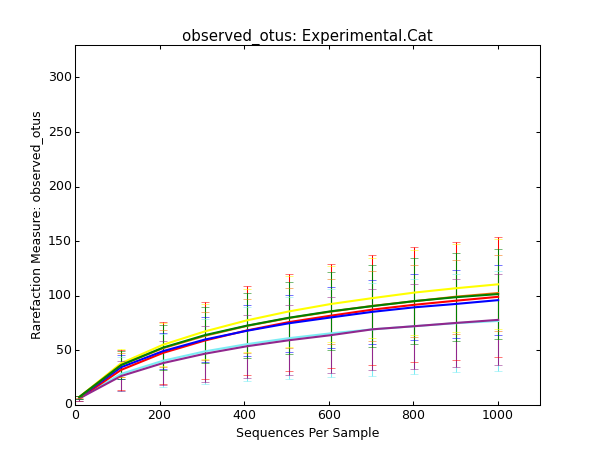 observed_otus: Experimental.Cat
Rarefaction Measure: observed_otus
300
250
200
150
100
50
0
0 200 400 600 800 1000
Sequences Per Sample